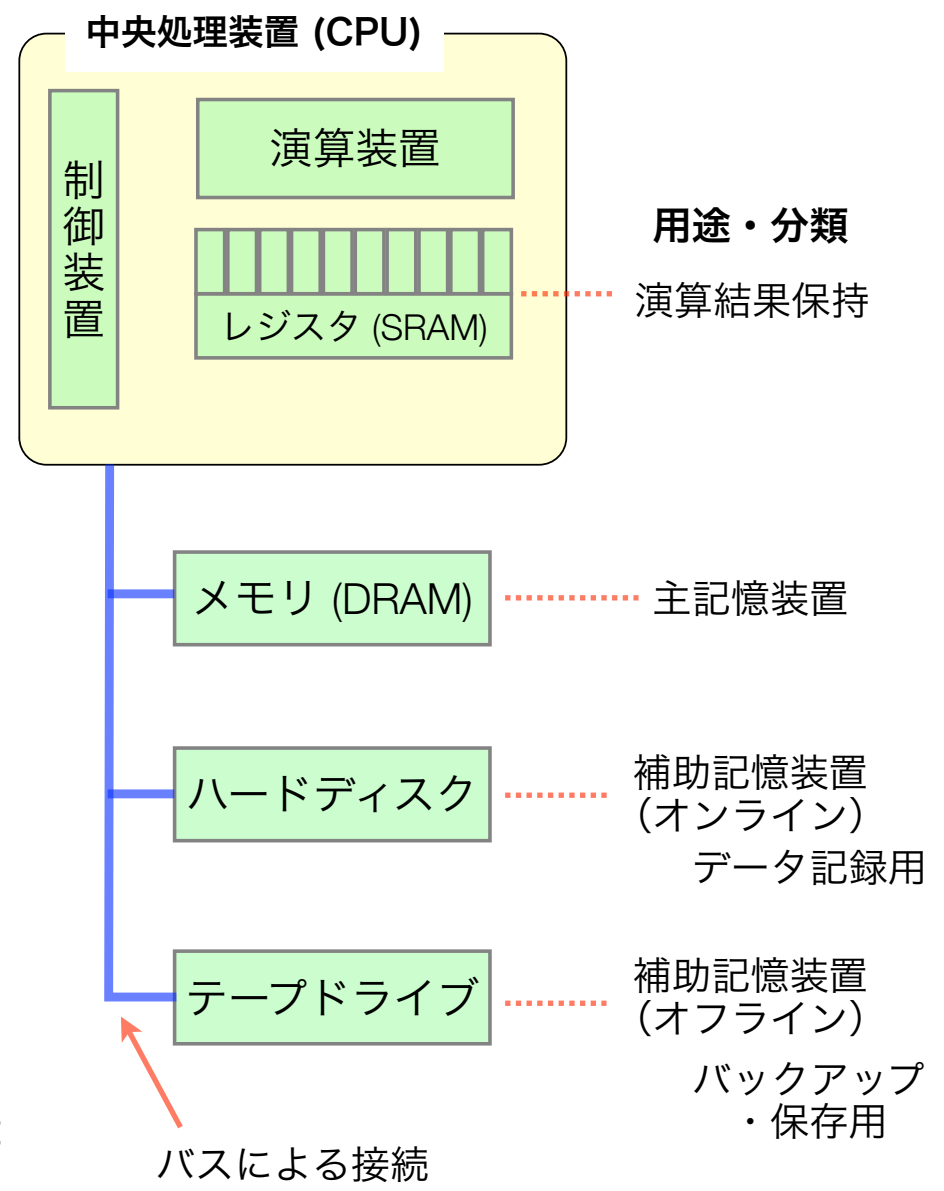 中央処理装置 (CPU)
制御装置
演算装置
レジスタ (SRAM)
用途・分類
演算結果保持
メモリ (DRAM)
主記憶装置
ハードディスク
補助記憶装置
(オンライン)
データ記録用
テープドライブ
補助記憶装置
(オフライン)
バックアップ
・保存用
バスによる接続